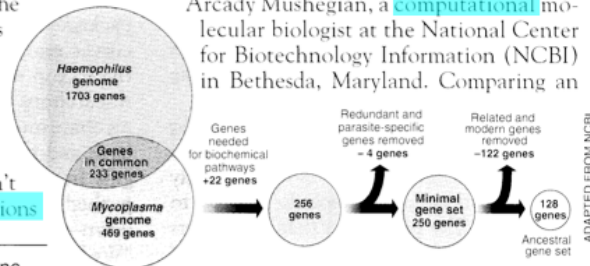 he
Arcady Mushegian, a computational mo-
lecular biologist at the National Center
for Biotechnology Information (NCBI)
in Bethesda, Maryland. Comparing an
Haemophilus
genome
1703 genes
Genes
in common
233 genes
Mycoplasma
genome
469 genes
Genes
needed
for biochemical
pathways
+22 genes
256
genes
Redundant and
parasite-specific
genes removed
– 4 genes
Minimal
gene set
250 genes
Related and
modern genes
removed
–122 genes
128
genes
Ancestral
gene set
ADAPTED FROM NCBI
n't
ions